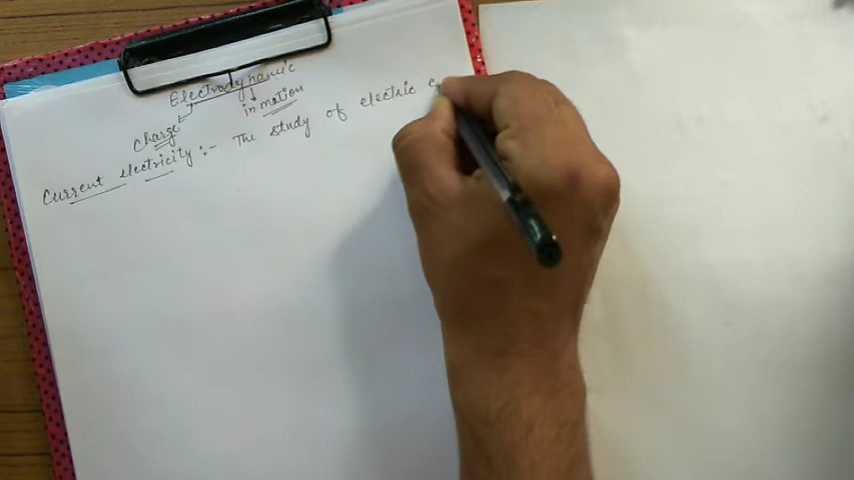 Electrodynamic
Charge in motion
Current electricity :- The study of electric c